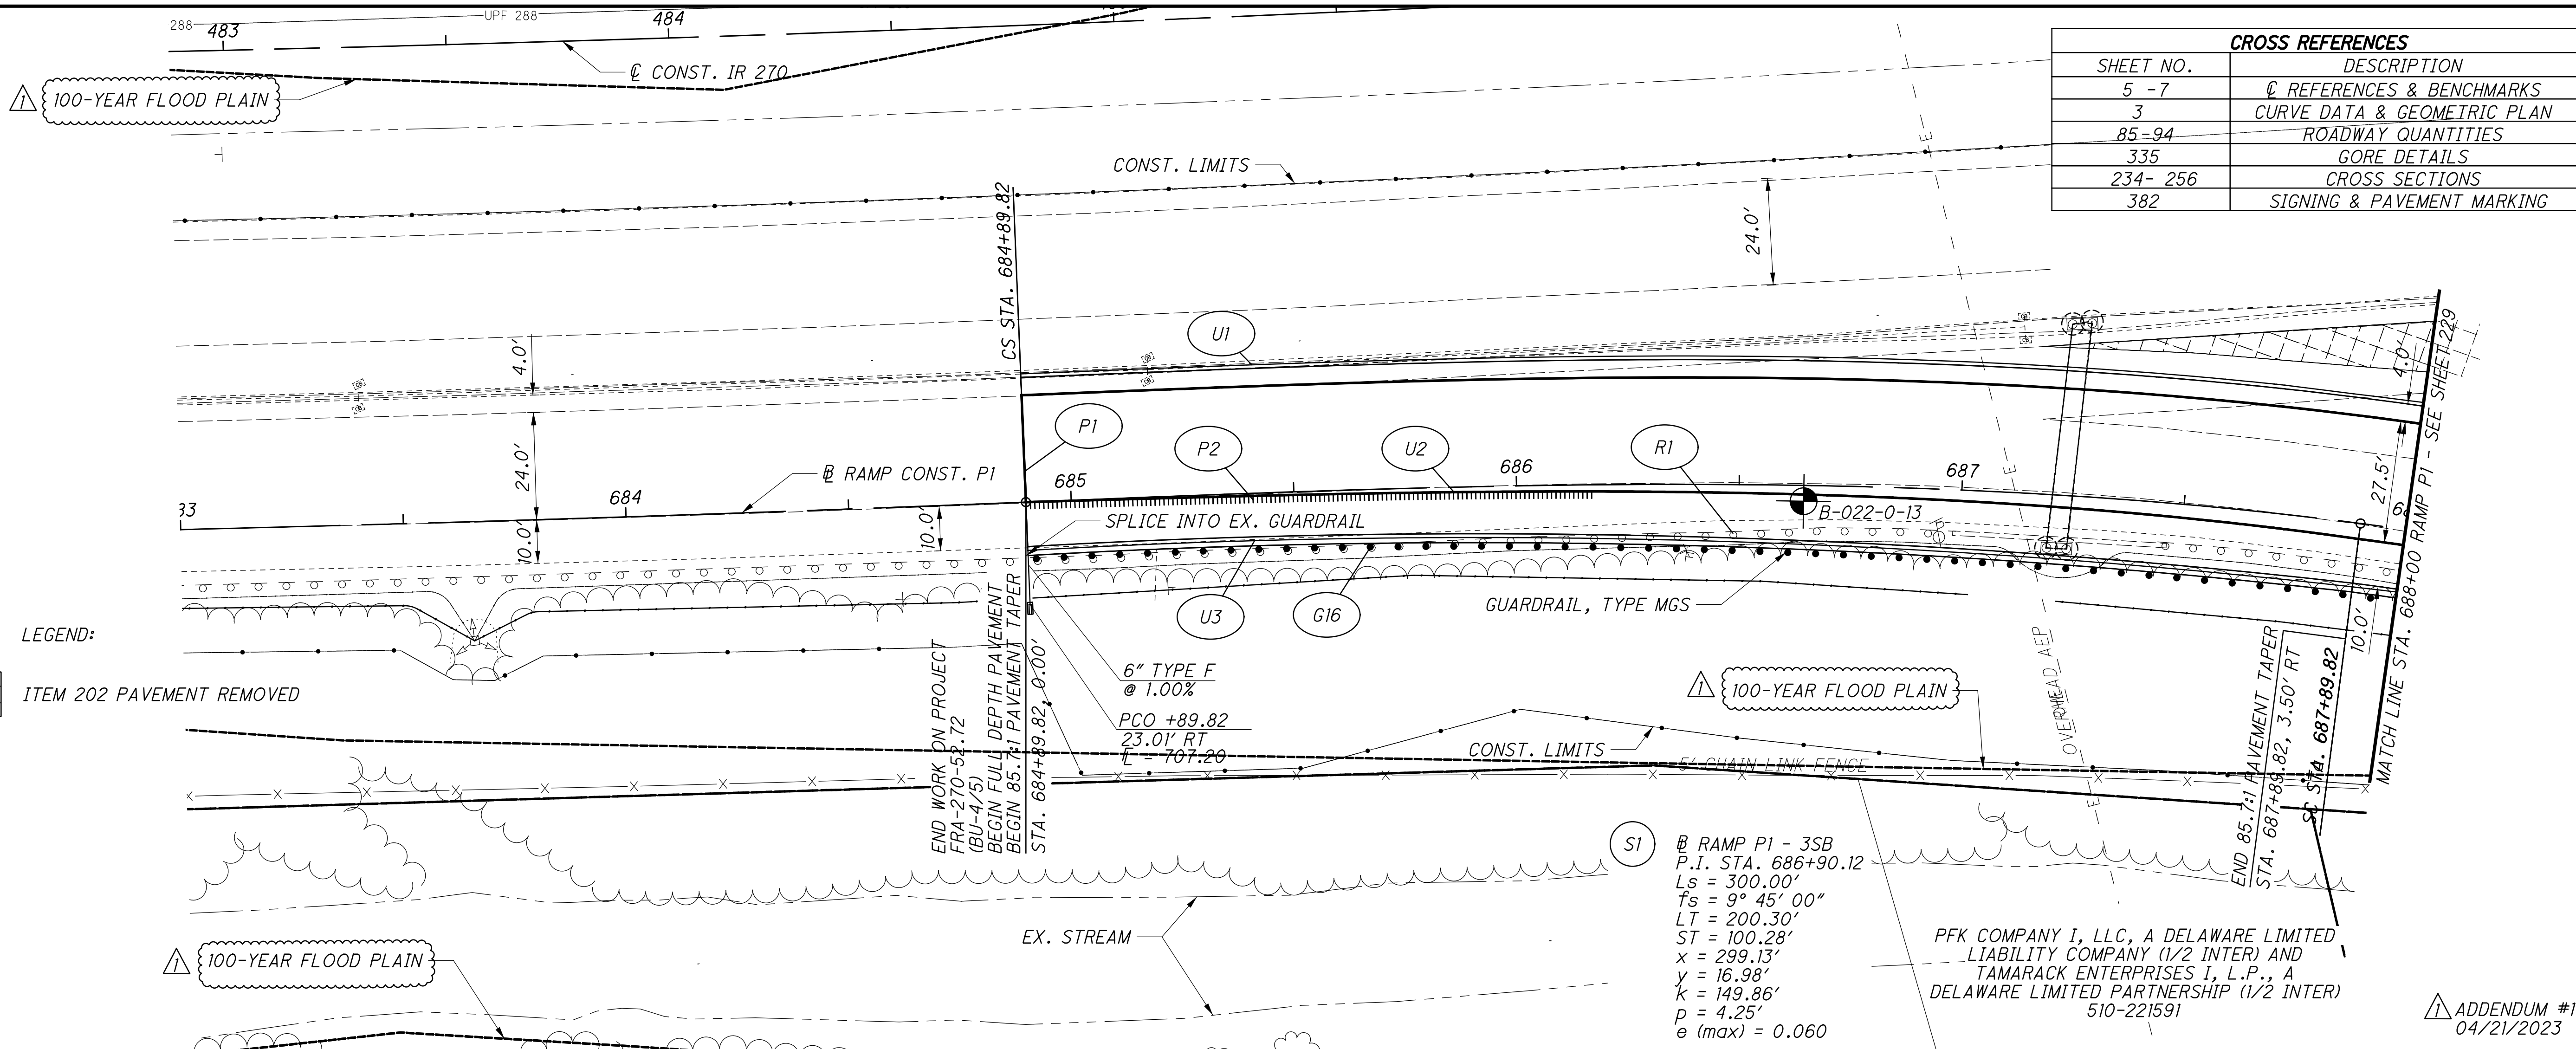 288
483
UPF 288
484
℄ CONST. IR 270
1
100-YEAR FLOOD PLAIN
CROSS REFERENCES
SHEET NO. DESCRIPTION
5 -7 ℄ REFERENCES & BENCHMARKS
3 CURVE DATA & GEOMETRIC PLAN
85-94 ROADWAY QUANTITIES
335 GORE DETAILS
234- 256 CROSS SECTIONS
382 SIGNING & PAVEMENT MARKING
CONST. LIMITS
CS STA. 684+89.82
24.0'
E
U1
4.0'
4.0'
P1
P2
U2
R1
24.0'
27.5'
BL RAMP CONST. P1
33
684
685
686
687
68
10.0'
10.0'
SPLICE INTO EX. GUARDRAIL
B-022-0-13
E
U3
G16
GUARDRAIL, TYPE MGS
10.0'
MATCH LINE STA. 688+00 RAMP P1 - SEE SHEET 229
LEGEND:
ITEM 202 PAVEMENT REMOVED
END WORK ON PROJECT
FRA-270-52.72
(BU-4/5)
BEGIN FULL DEPTH PAVEMENT
BEGIN 85.7:1 PAVEMENT TAPER
STA. 684+89.82, 0.00'
6" TYPE F
@ 1.00%
PCO +89.82
23.01' RT
℄ - 707.20
1
100-YEAR FLOOD PLAIN
CONST. LIMITS
5' CHAIN LINK FENCE
OVERHEAD AEP
E
E
END 85.7:1 PAVEMENT TAPER
STA. 687+89.82, 3.50' RT
SC Sta. 687+89.82
S1
BL RAMP P1 - 3SB
P.I. STA. 686+90.12
Ls = 300.00'
fs = 9° 45' 00"
LT = 200.30'
ST = 100.28'
x = 299.13'
y = 16.98'
k = 149.86'
p = 4.25'
e (max) = 0.060
EX. STREAM
1
100-YEAR FLOOD PLAIN
PFK COMPANY I, LLC, A DELAWARE LIMITED
LIABILITY COMPANY (1/2 INTER) AND
TAMARACK ENTERPRISES I, L.P., A
DELAWARE LIMITED PARTNERSHIP (1/2 INTER)
510-221591
1
ADDENDUM #1
04/21/2023